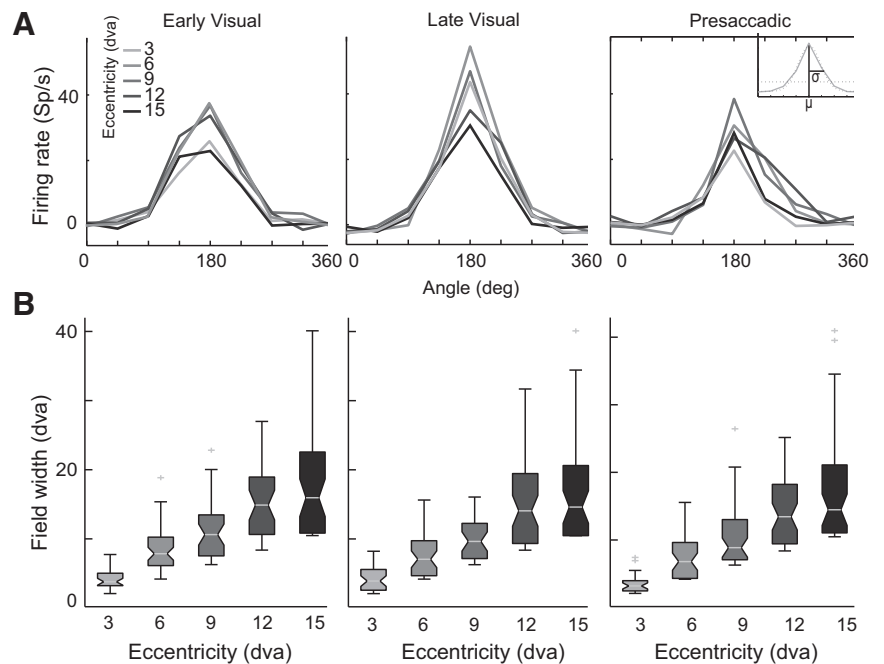 A
Early Visual
Late Visual
Presaccadic
Eccentricity (dva)
3
6
9
12
15
σ
μ
Firing rate (Sp/s)
40
0
0 180 360
0 180 360
0 180 360
Angle (deg)
B
Field width (dva)
40
20
0
3 6 9 12 15
3 6 9 12 15
3 6 9 12 15
Eccentricity (dva)
Eccentricity (dva)
Eccentricity (dva)